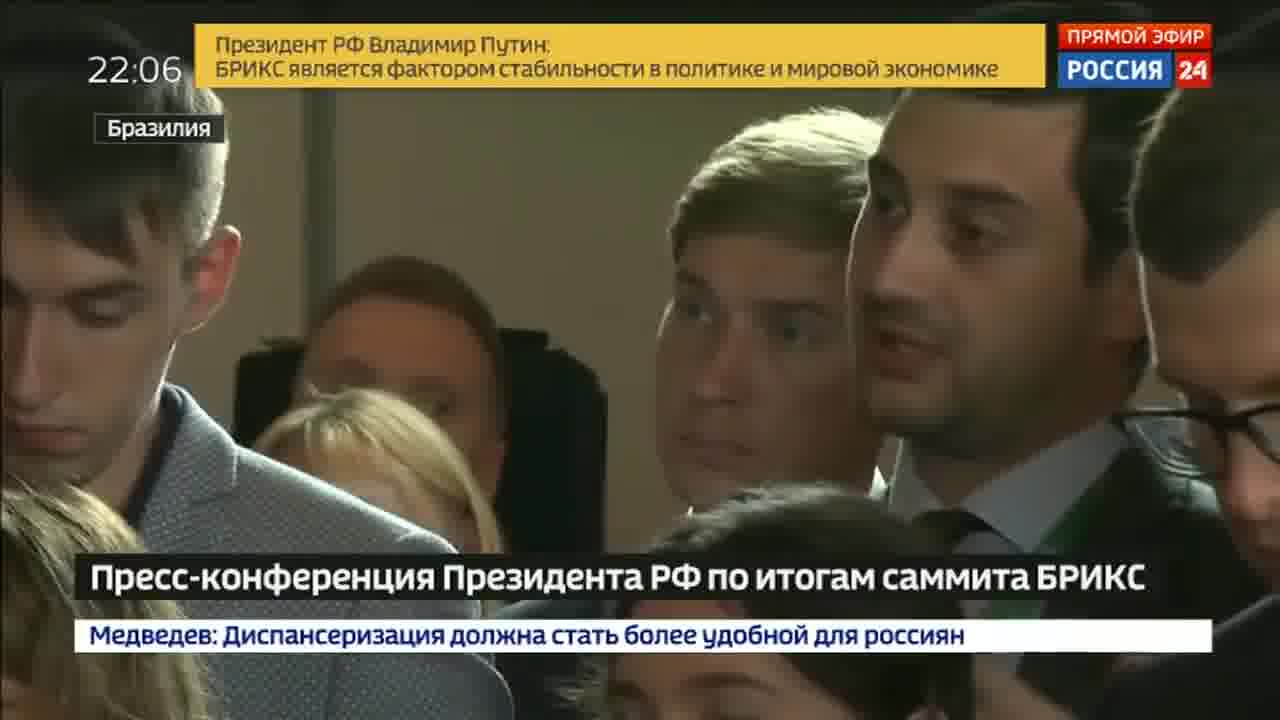 Президент РФ Владимир Путин:
БРИКС является фактором стабильности в политике и мировой экономике
ПРЯМОЙ ЭФИР
РОССИЯ 24
22:06
Бразилия
Пресс-конференция Президента РФ по итогам саммита БРИКС
Медведев: Диспансеризация должна стать более удобной для россиян